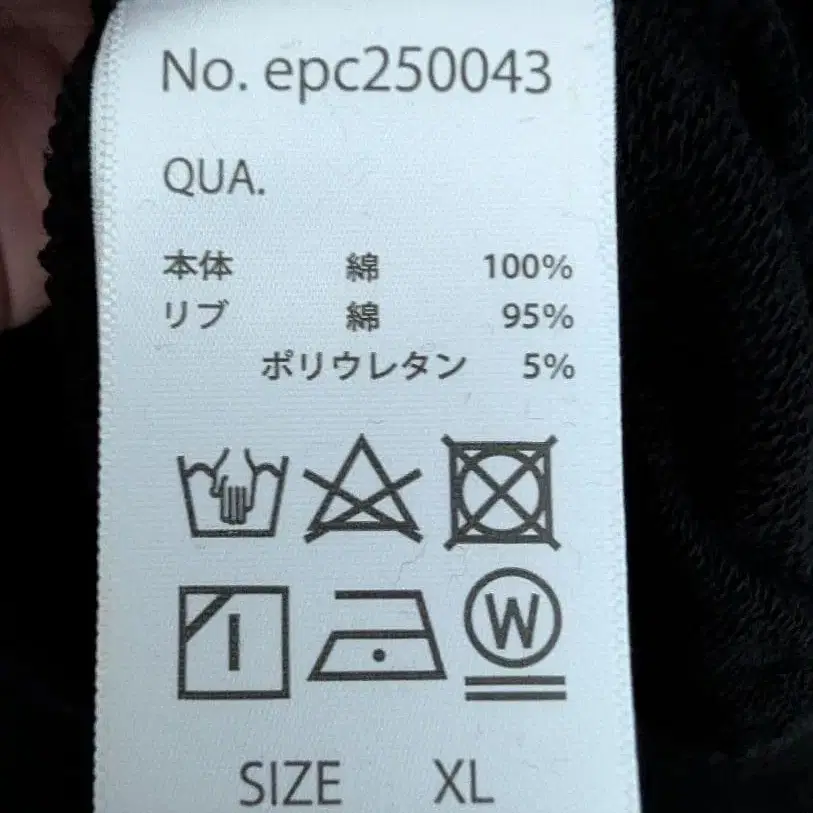 No. epc250043
QUA.
本体 綿 100%
リブ 綿 95%
ポリウレタン 5%
W
SIZE XL